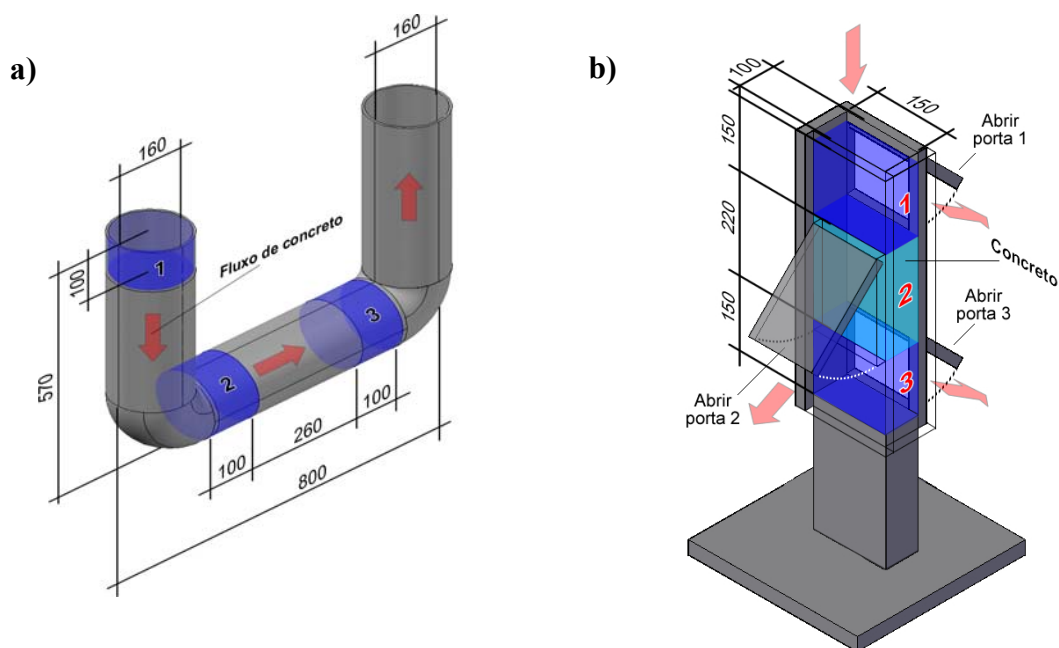 a)
160
160
100
1
Fluxo de concreto
570
2
3
100
260
100
800
b)
100
150
150
220
150
Abrir
porta 1
1
Concreto
2
Abrir
porta 3
3
Abrir
porta 2